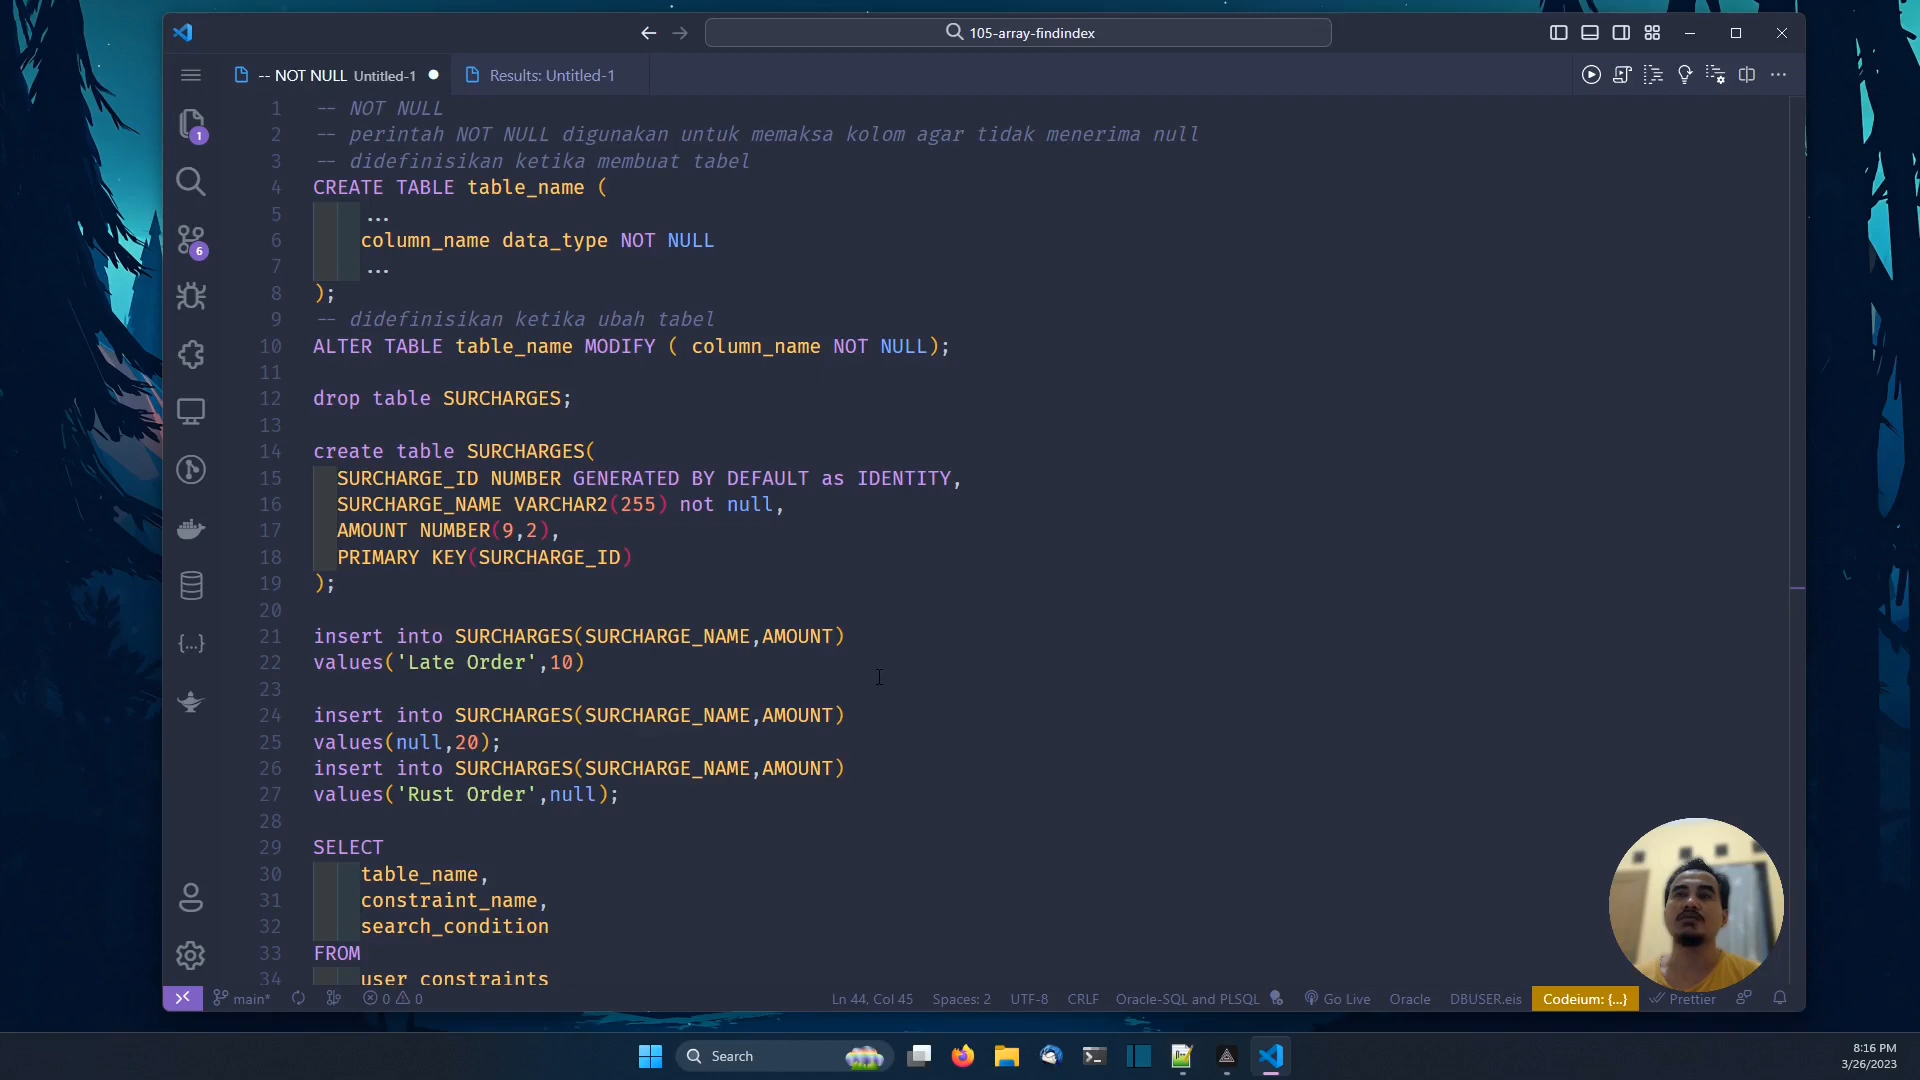 105-array-findindex
-- NOT NULL Untitled-1
Results: Untitled-1
1 -- NOT NULL
2 -- perintah NOT NULL digunakan untuk memaksa kolom agar tidak menerima null
3 -- didefinisikan ketika membuat tabel
4 CREATE TABLE table_name (
5 ...
6 column_name data_type NOT NULL
7 ...
8 );
9 -- didefinisikan ketika ubah tabel
10 ALTER TABLE table_name MODIFY ( column_name NOT NULL);
11
12 drop table SURCHARGES;
13
14 create table SURCHARGES(
15 SURCHARGE_ID NUMBER GENERATED BY DEFAULT as IDENTITY,
16 SURCHARGE_NAME VARCHAR2(255) not null,
17 AMOUNT NUMBER(9,2),
18 PRIMARY KEY(SURCHARGE_ID)
19 );
20
21 insert into SURCHARGES(SURCHARGE_NAME,AMOUNT)
22 values('Late Order',10)
23
24 insert into SURCHARGES(SURCHARGE_NAME,AMOUNT)
25 values(null,20);
26 insert into SURCHARGES(SURCHARGE_NAME,AMOUNT)
27 values('Rust Order',null);
28
29 SELECT
30 table_name,
31 constraint_name,
32 search_condition
33 FROM
34 user_constraints
1
6
main* 0 0 Ln 44, Col 45 Spaces: 2 UTF-8 CRLF Oracle-SQL and PLSQL Go Live Oracle DBUSER.eis Codeium: {...} Prettier
Search
8:16 PM
3/26/2023